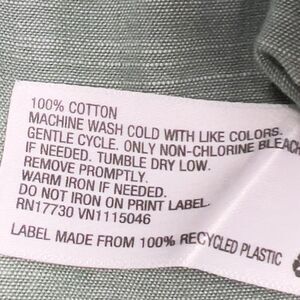 100% COTTON
MACHINE WASH COLD WITH LIKE COLORS.
GENTLE CYCLE. ONLY NON-CHLORINE BLEACH
IF NEEDED. TUMBLE DRY LOW.
REMOVE PROMPTLY.
WARM IRON IF NEEDED.
DO NOT IRON ON PRINT LABEL.
RN17730 VN1115046
LABEL MADE FROM 100% RECYCLED PLASTIC